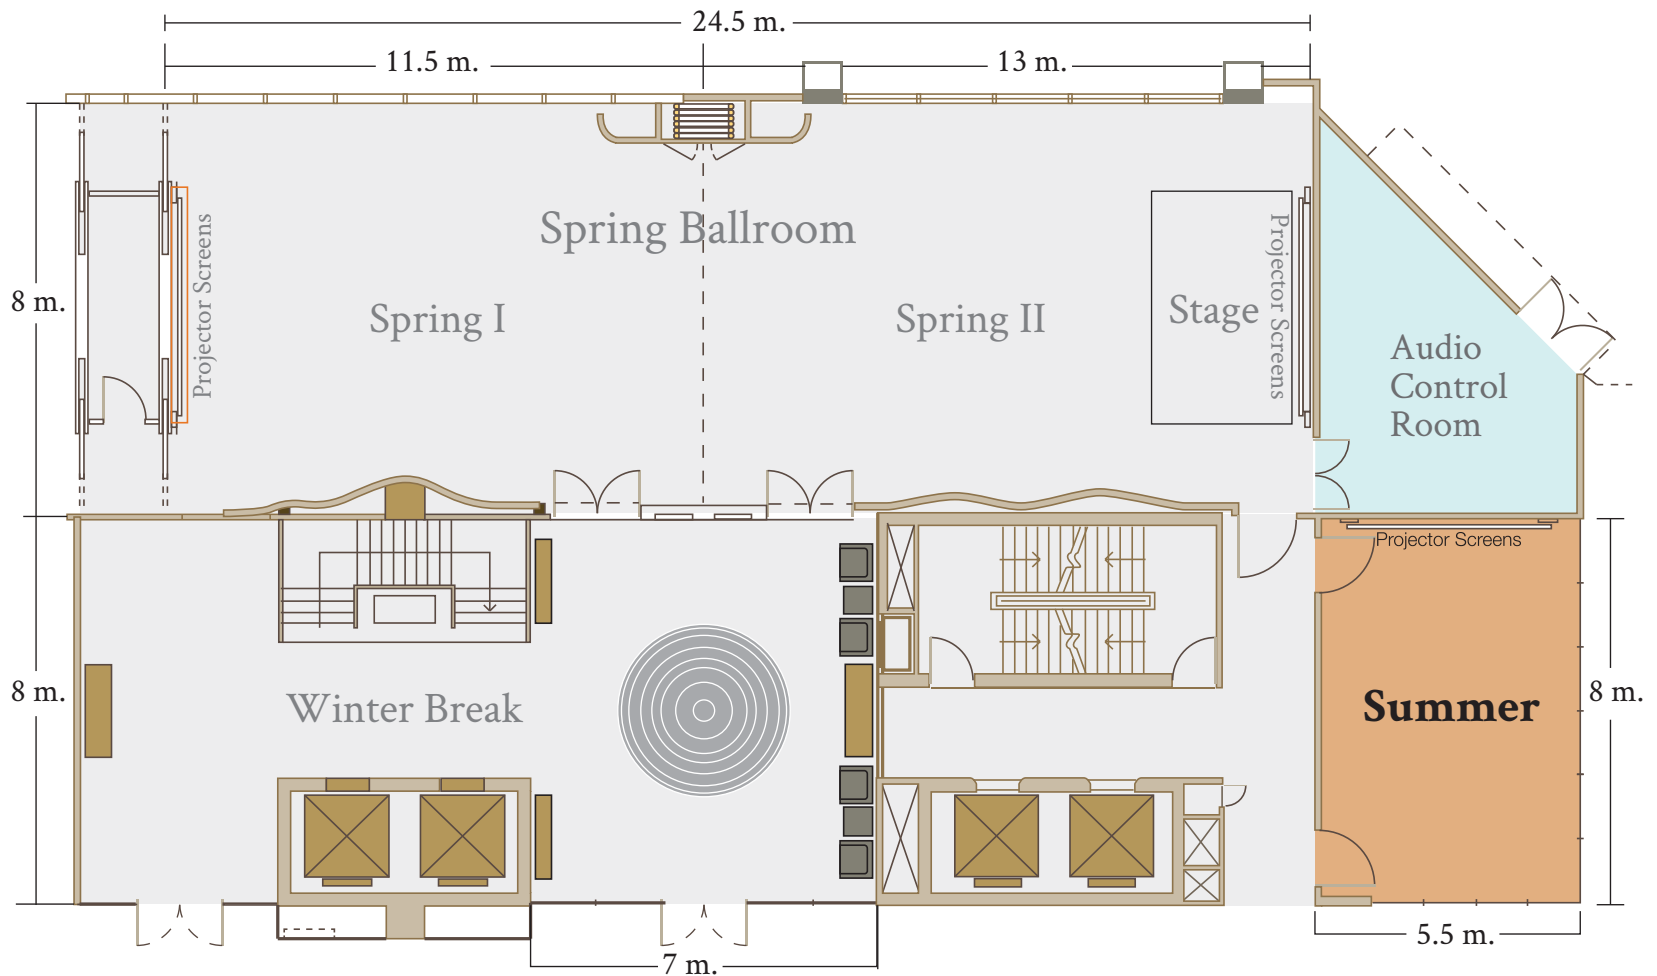 24.5 m.
11.5 m.
13 m.
Spring Ballroom
8 m.
Projector Screens
Spring I
Spring II
Stage
Projector Screens
Audio
Control
Room
Projector Screens
8 m.
Winter Break
Summer
8 m.
5.5 m.
7 m.